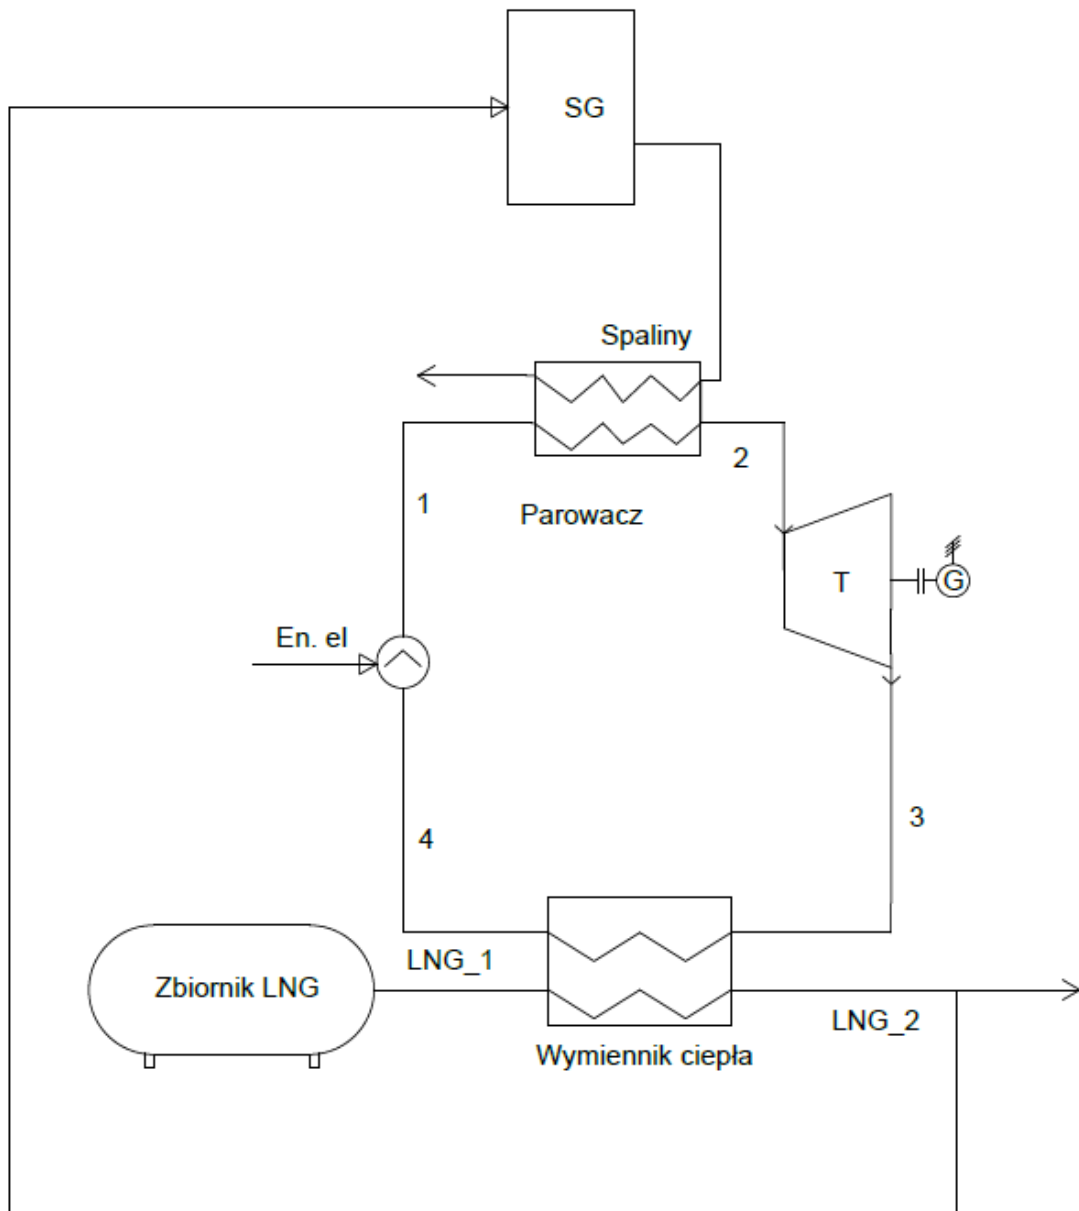 SG
Spaliny
2
1
Parowacz
T
G
En. el
3
4
LNG_1
Zbiornik LNG
LNG_2
Wymiennik ciepła